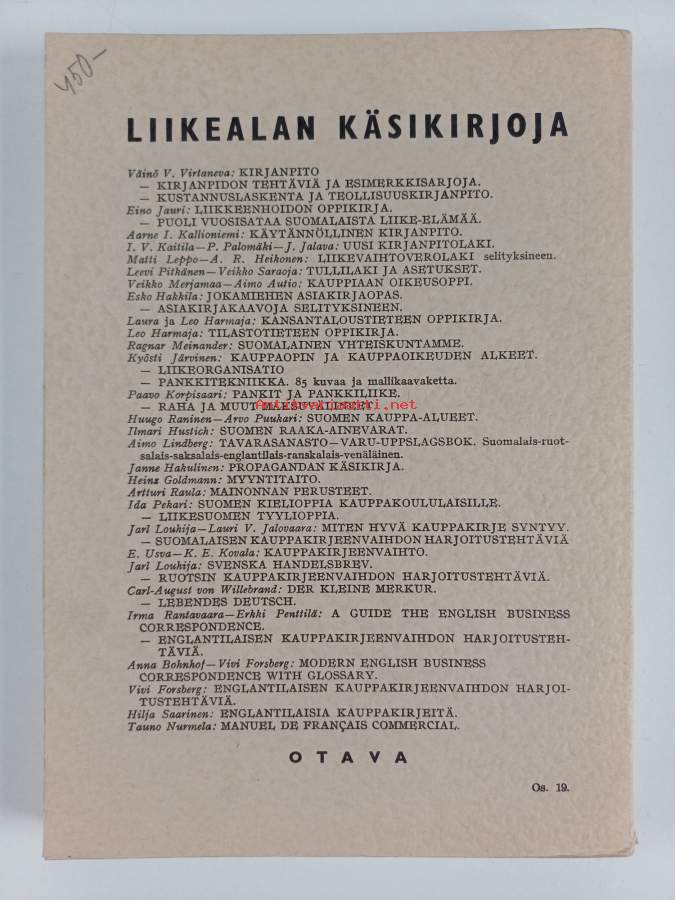 450–
LIIKEALAN KÄSIKIRJOJA
Väinö V. Virtaneva: KIRJANPITO
— KIRJANPIDON TEHTÄVIÄ JA ESIMERKKISARJOJA.
— KUSTANNUSLASKENTA JA TEOLLISUUSKIRJANPITO.
Eino Jauri: LIIKKEENHOIDON OPPIKIRJA.
— PUOLI VUOSISATAA SUOMALAISTA LIIKE-ELÄMÄÄ.
Aarne I. Kallioniemi: KÄYTÄNNÖLLINEN KIRJANPITO.
I. V. Kaitila—P. Palomäki—J. Jalava: UUSI KIRJANPITOLAKI.
Matti Leppo—A. R. Heikonen: LIIKEVAIHTOVEROLAKI selityksineen.
Leevi Pitkänen—Veikko Saraoja: TULLILAKI JA ASETUKSET.
Veikko Merjamaa—Aimo Autio: KAUPPIAAN OIKEUSOPPI.
Esko Hakkila: JOKAMIEHEN ASIAKIRJAOPAS.
— ASIAKIRJAKAAVOJA SELITYKSINEEN.
Laura ja Leo Harmaja: KANSANTALOUSTIETEEN OPPIKIRJA.
Leo Harmaja: TILASTOTIETEEN OPPIKIRJA.
Ragnar Meinander: SUOMALAINEN YHTEISKUNTAMME.
Kyösti Järvinen: KAUPPAOPIN JA KAUPPAOIKEUDEN ALKEET.
— LIIKEORGANISATIO
— PANKKITEKNIIKKA. 85 kuvaa ja mallikaavaketta.
Paavo Korpisaari: PANKIT JA PANKKILIIKE.
— RAHA JA MUUT MAKSUVÄLINEET.
Huugo Raninen—Arvo Puukari: SUOMEN KAUPPA-ALUEET.
Ilmari Hustich: SUOMEN RAAKA-AINEVARAT.
Aimo Lindberg: TAVARASANASTO—VARU-UPPSLAGSBOK. Suomalais-ruot-
salais-saksalais-englantilais-ranskalais-venäläinen.
Janne Hakulinen: PROPAGANDAN KÄSIKIRJA.
Heinz Goldmann: MYYNTITAITO.
Artturi Raula: MAINONNAN PERUSTEET.
Ida Pekari: SUOMEN KIELIOPPIA KAUPPAKOULULAISILLE.
— LIIKESUOMEN TYYLIOPPIA.
Jarl Louhija—Lauri V. Jalovaara: MITEN HYVÄ KAUPPAKIRJE SYNTYY.
— SUOMALAISEN KAUPPAKIRJEENVAIHDON HARJOITUSTEHTÄVIÄ
E. Usva—K. E. Kovala: KAUPPAKIRJEENVAIHTO.
Jarl Louhija: SVENSKA HANDELSBREV.
— RUOTSIN KAUPPAKIRJEENVAIHDON HARJOITUSTEHTÄVIÄ.
Carl-August von Willebrand: DER KLEINE MERKUR.
— LEBENDES DEUTSCH.
Irma Rantavaara—Erkki Penttilä: A GUIDE THE ENGLISH BUSINESS
CORRESPONDENCE.
— ENGLANTILAISEN KAUPPAKIRJEENVAIHDON HARJOITUSTEH-
TÄVIÄ.
Anna Bohnhof—Vivi Forsberg: MODERN ENGLISH BUSINESS
CORRESPONDENCE WITH GLOSSARY.
Vivi Forsberg: ENGLANTILAISEN KAUPPAKIRJEENVAIHDON HARJOI-
TUSTEHTÄVIÄ.
Hilja Saarinen: ENGLANTILAISIA KAUPPAKIRJEITÄ.
Tauno Nurmela: MANUEL DE FRANÇAIS COMMERCIAL.
OTAVA
Os. 19.